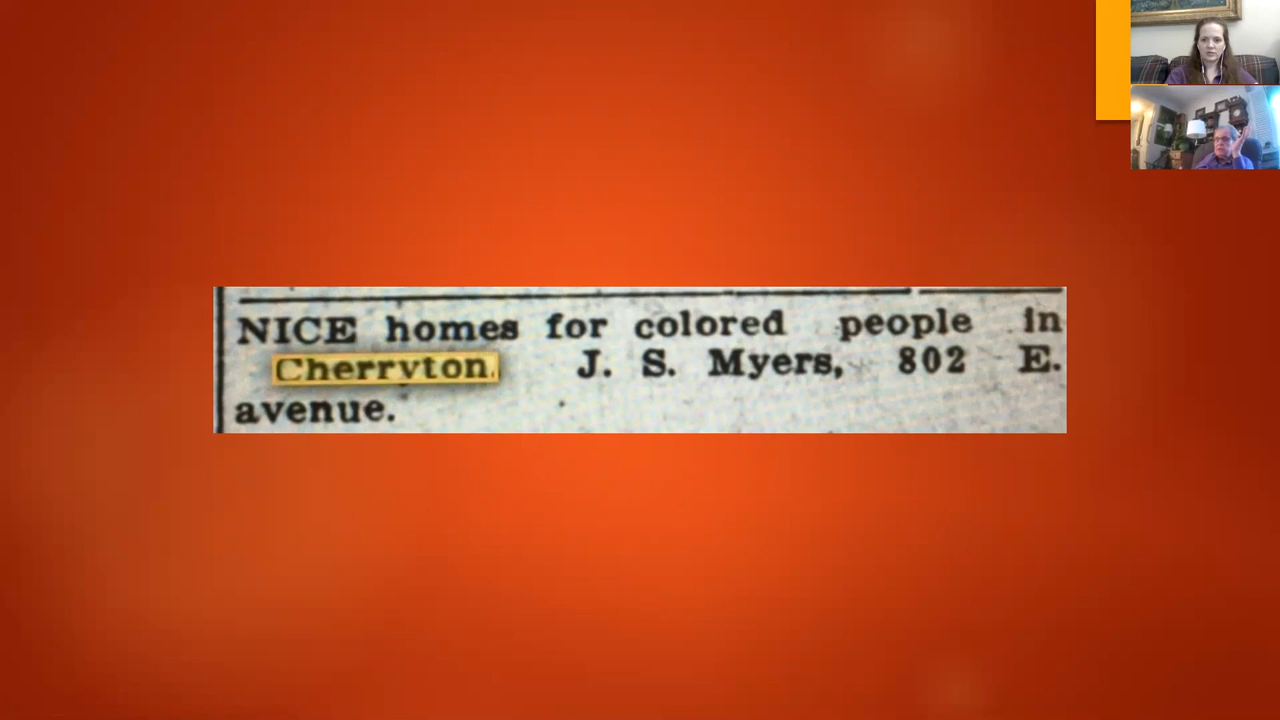 NICE homes for colored people in
Cherryton. J. S. Myers, 802 E.
avenue.